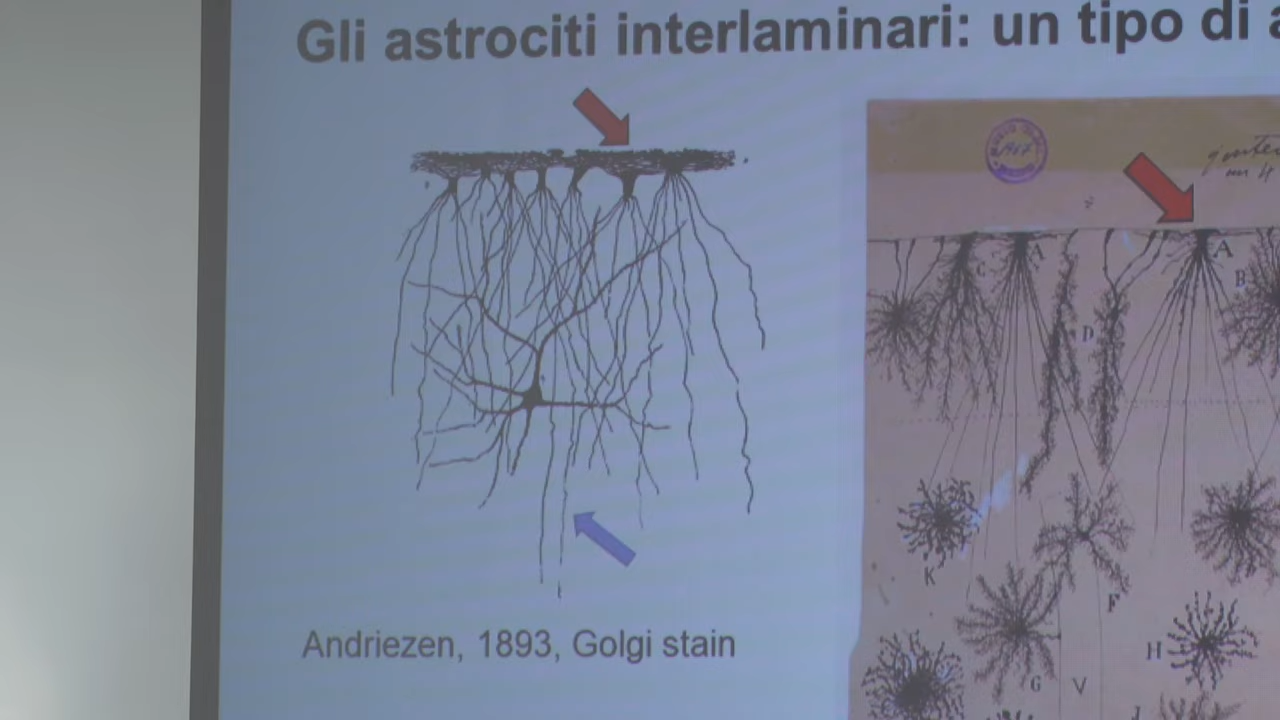 Gli astrociti interlaminari: un tipo di a
Andriezen, 1893, Golgi stain
C
A
A
B
D
K
F
H
G
V
J